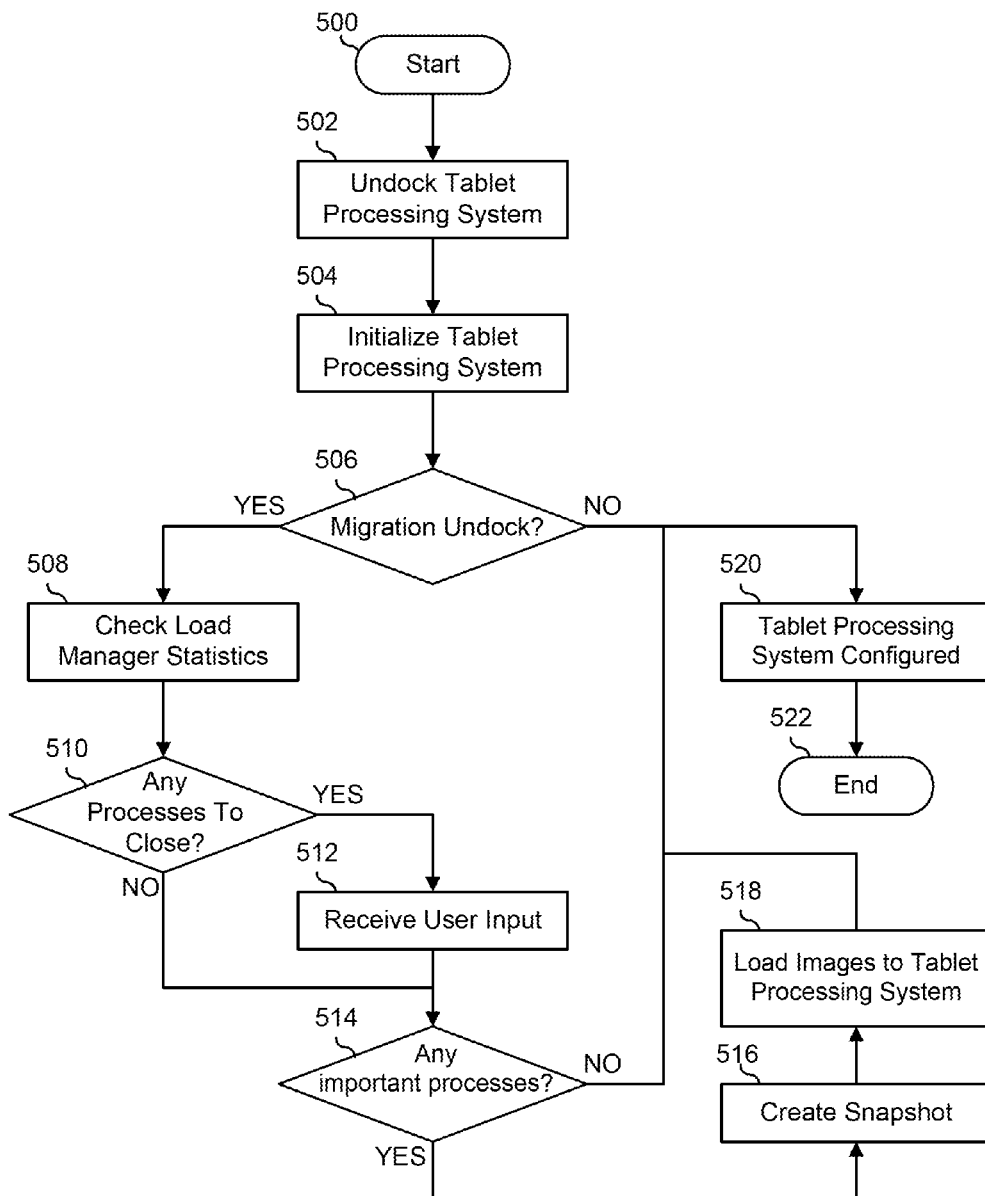 500
Start
502
Undock Tablet
Processing System
504
Initialize Tablet
Processing System
506
YES
NO
Migration Undock?
508
Check Load
Manager Statistics
520
Tablet Processing
System Configured
510
Any
Processes To
Close?
YES
NO
522
End
512
Receive User Input
518
Load Images to Tablet
Processing System
514
Any
important processes?
NO
YES
516
Create Snapshot